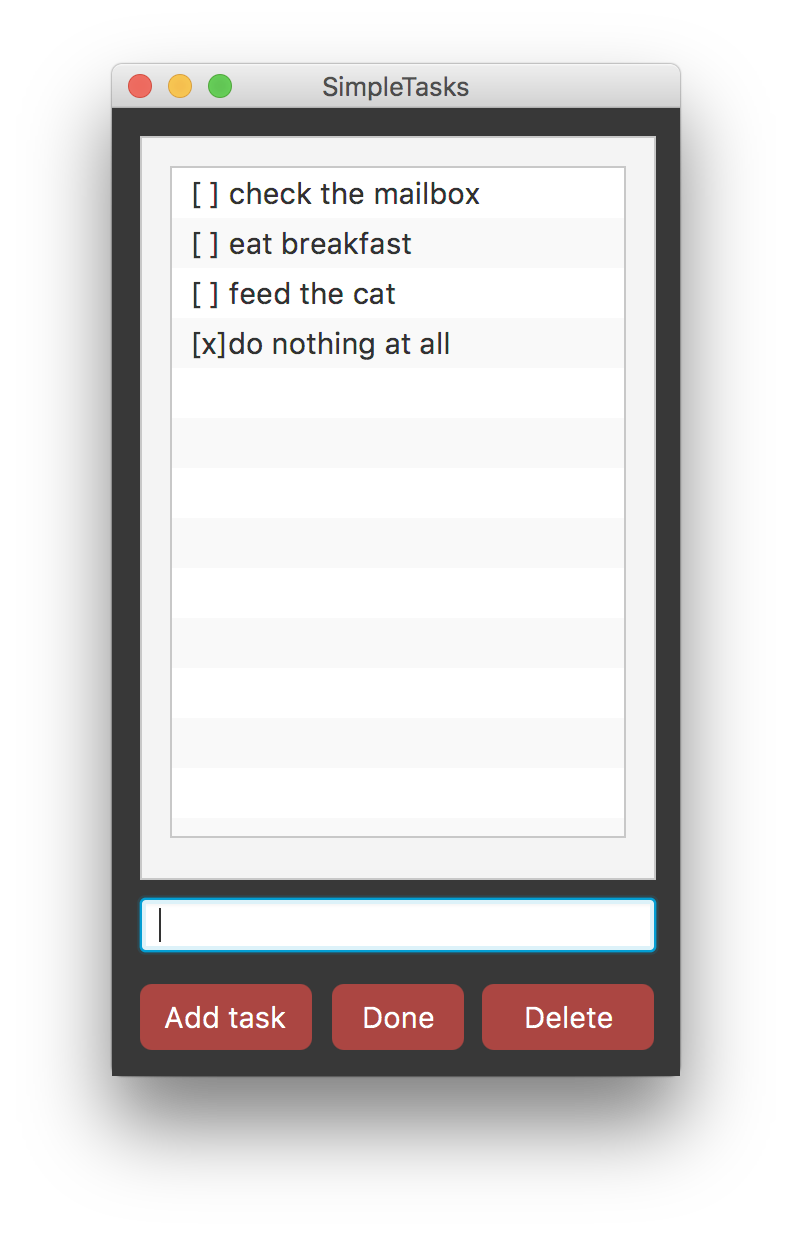 SimpleTasks
[ ] check the mailbox
[ ] eat breakfast
[ ] feed the cat
[x]do nothing at all
Add task
Done
Delete